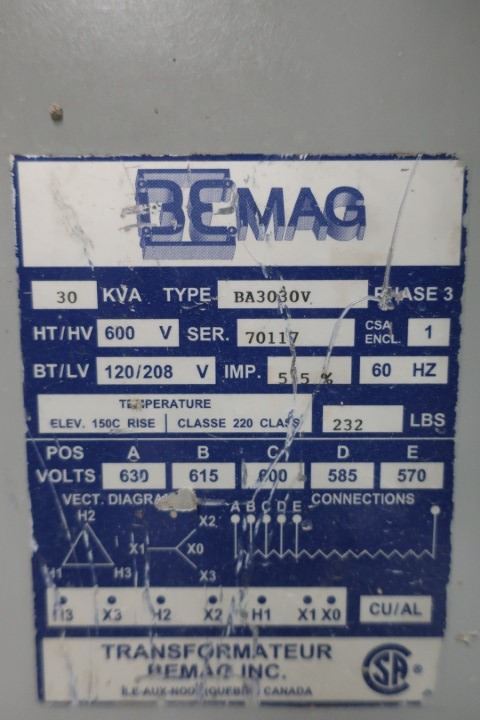 BEMAG
30 KVA TYPE BA3030V PHASE 3
HT/HV 600 V SER. 70117 CSA ENCL. 1
BT/LV 120/208 V IMP. % 60 HZ
TEMPERATURE
ELEV. 150C RISE CLASSE 220 CLASS 232 LBS
POS A B C D E
VOLTS 630 615 600 585 570
VECT. DIAGRAM CONNECTIONS
H2 X2 A B C D E
X1 X0
H1 H3 X3
H3 X3 H2 X2 H1 X1 X0 CU/AL
TRANSFORMATEUR
BEMAG INC.
QUEBEC CANADA
CSA